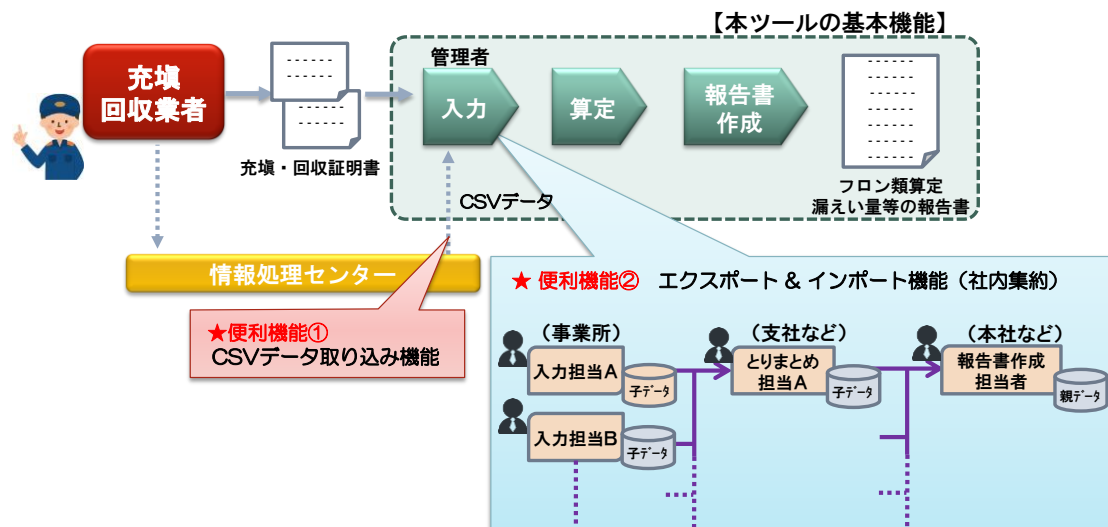 【本ツールの基本機能】
充塡
回収業者
充塡・回収証明書
管理者
入力
算定
報告書
作成
フロン類算定
漏えい量等の報告書
CSVデータ
情報処理センター
★便利機能①
CSVデータ取り込み機能
★ 便利機能② エクスポート & インポート機能（社内集約）
（事業所）
（支社など）
（本社など）
入力担当A
子データ
とりまとめ
担当A
子データ
報告書作成
担当者
親データ
入力担当B
子データ